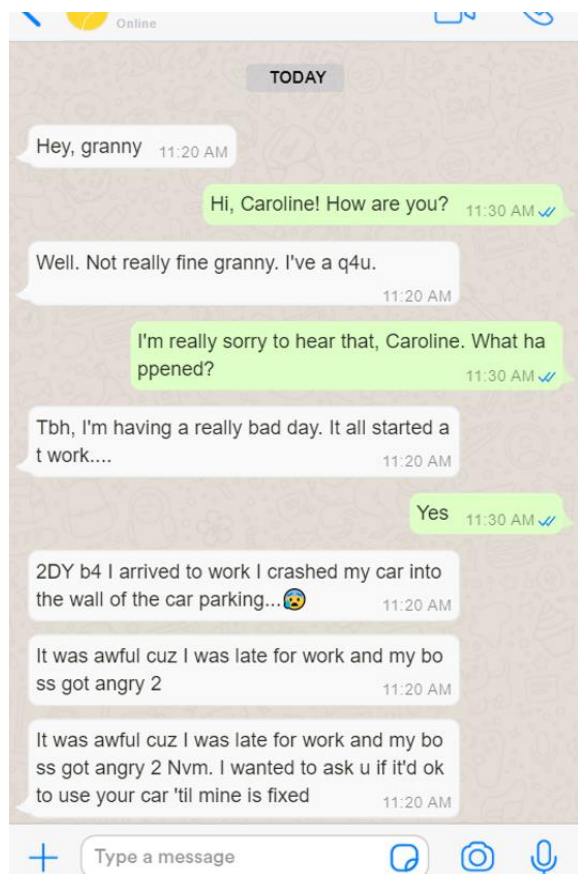 Online
TODAY
Hey, granny 11:20 AM
Hi, Caroline! How are you? 11:30 AM
Well. Not really fine granny. I've a q4u.
11:20 AM
I'm really sorry to hear that, Caroline. What ha
ppened?
11:30 AM
Tbh, I'm having a really bad day. It all started a
t work....
11:20 AM
Yes 11:30 AM
2DY b4 I arrived to work I crashed my car into
the wall of the car parking...😰
11:20 AM
It was awful cuz I was late for work and my bo
ss got angry 2
11:20 AM
It was awful cuz I was late for work and my bo
ss got angry 2 Nvm. I wanted to ask u if it'd ok
to use your car 'til mine is fixed
11:20 AM
Type a message